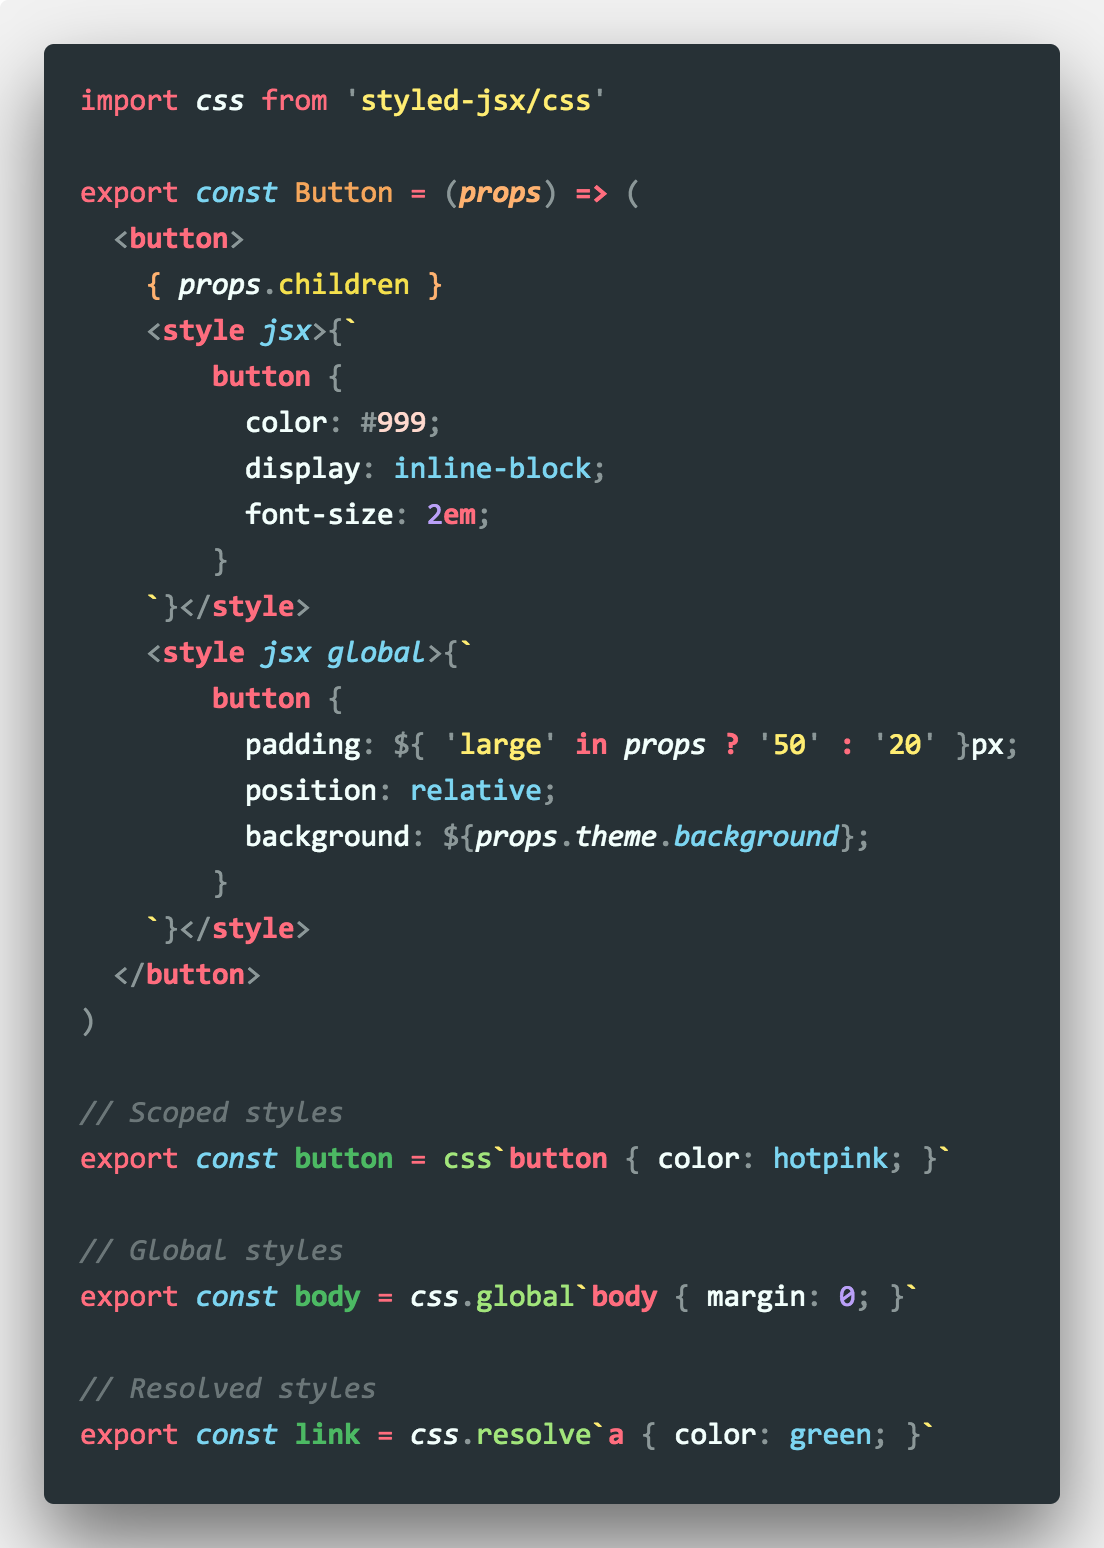 import css from 'styled-jsx/css'

export const Button = (props) => (
  <button>
    { props.children }
    <style jsx>{`
        button {
          color: #999;
          display: inline-block;
          font-size: 2em;
        }
    `}</style>
    <style jsx global>{`
        button {
          padding: ${ 'large' in props ? '50' : '20' }px;
          position: relative;
          background: ${props.theme.background};
        }
    `}</style>
  </button>
)

// Scoped styles
export const button = css`button { color: hotpink; }`

// Global styles
export const body = css.global`body { margin: 0; }`

// Resolved styles
export const link = css.resolve`a { color: green; }`